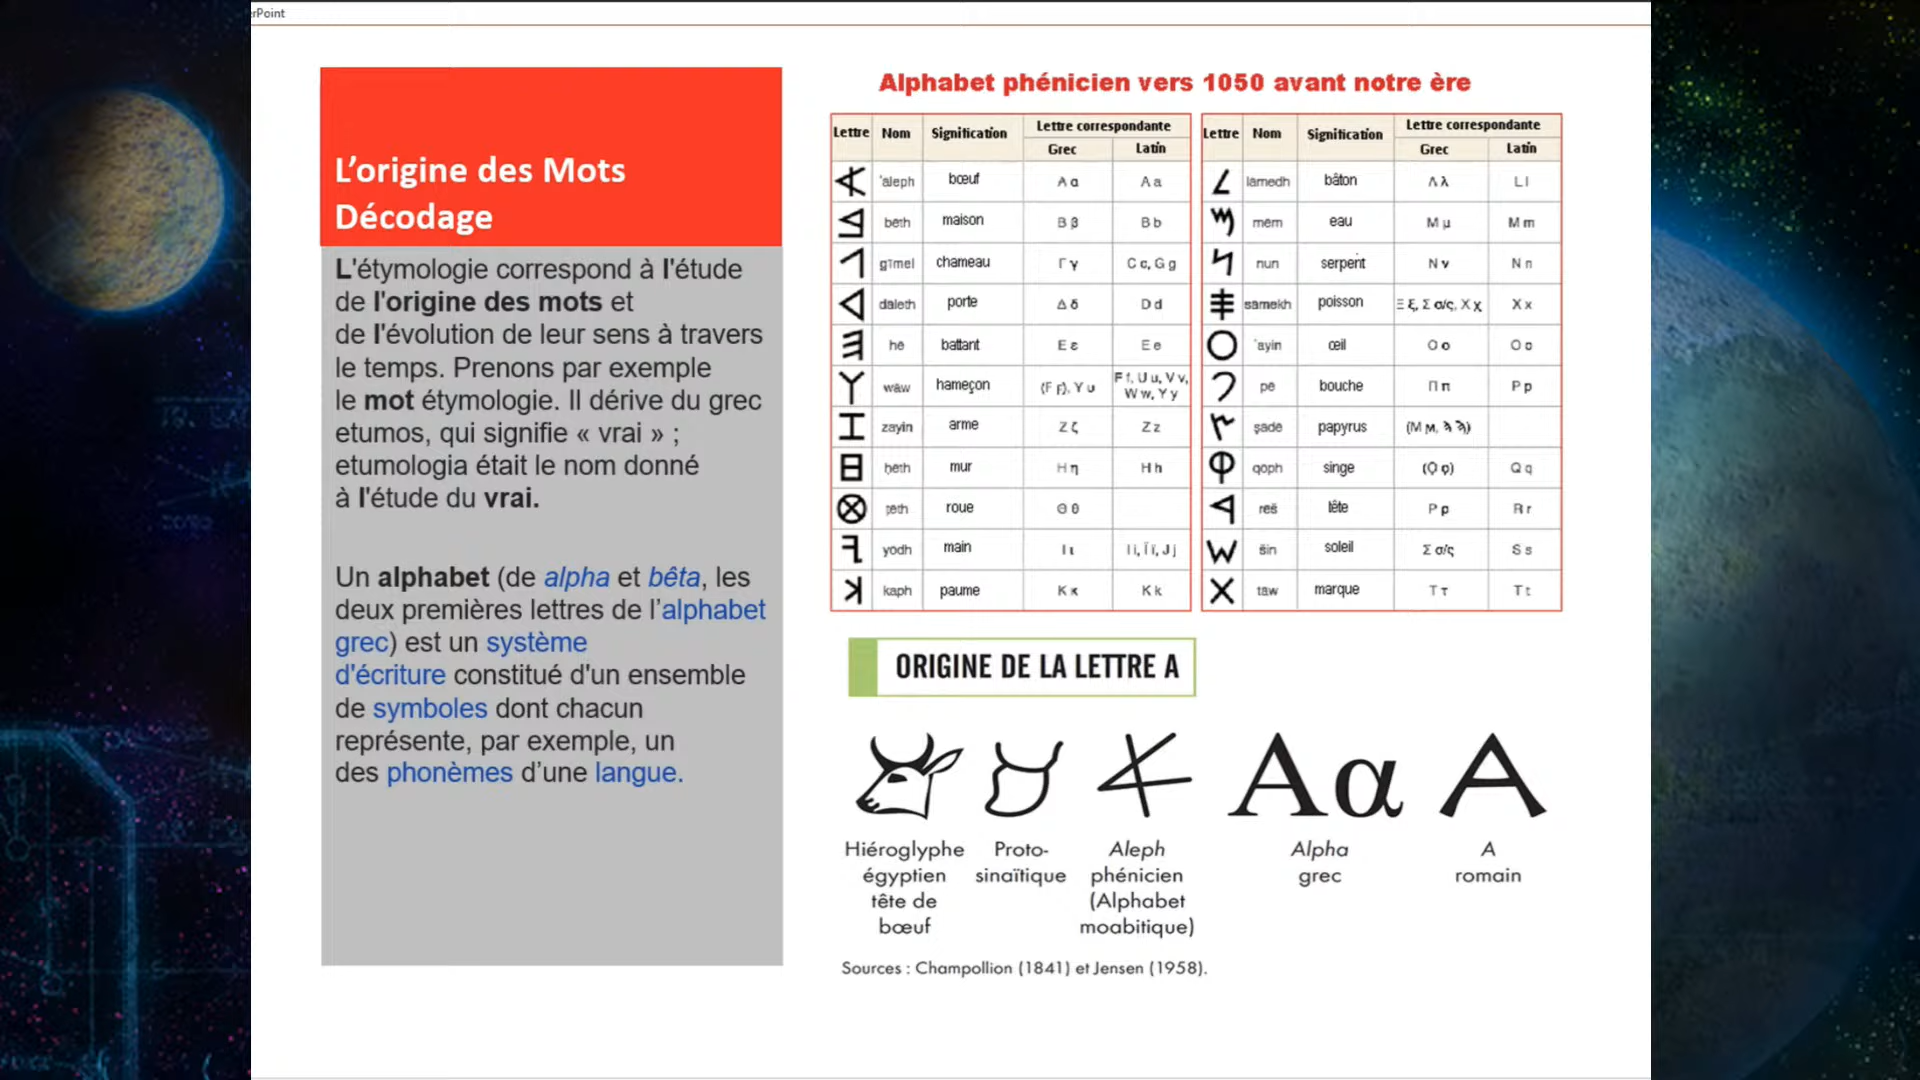 rPoint
L'origine des Mots
Décodage
L'étymologie correspond à l'étude
de l'origine des mots et
de l'évolution de leur sens à travers
le temps. Prenons par exemple
le mot étymologie. Il dérive du grec
etumos, qui signifie « vrai » ;
etumologia était le nom donné
à l'étude du vrai.
Un alphabet (de alpha et bêta, les
deux premières lettres de l'alphabet
grec) est un système
d'écriture constitué d'un ensemble
de symboles dont chacun
représente, par exemple, un
des phonèmes d'une langue.
Alphabet phénicien vers 1050 avant notre ère
Lettre Nom Signification Lettre correspondante
Grec Latin
'aleph bœuf Α α A a
beth maison Β β B b
gīmel chameau Γ γ C c, G g
daleth porte Δ δ D d
he battant Ε ε E e
wāw hameçon (F ϝ), Υ υ F f, U u, V v, W w, Y y
zayin arme Ζ ζ Z z
ḥeth mur Η η H h
ṭeth roue Θ θ
yodh main Ι ι I i, Ï ï, J j
kaph paume Κ κ K k
Lettre Nom Signification Lettre correspondante
Grec Latin
lamedh bâton Λ λ L l
mem eau Μ μ M m
nun serpent Ν ν N n
samekh poisson Ξ ξ, Σ σ/ς, Χ χ X x
'ayin œil Ο ο O o
pe bouche Π π P p
ṣade papyrus
qoph singe (Ϙ ϙ) Q q
reš tête Ρ ρ R r
šin soleil Σ σ/ς S s
taw marque Τ τ T t
ORIGINE DE LA LETTRE A
Aα A
Hiéroglyphe
égyptien
tête de
bœuf
Proto-
sinaïtique
Aleph
phénicien
(Alphabet
moabitique)
Alpha
grec
A
romain
Sources : Champollion (1841) et Jensen (1958).